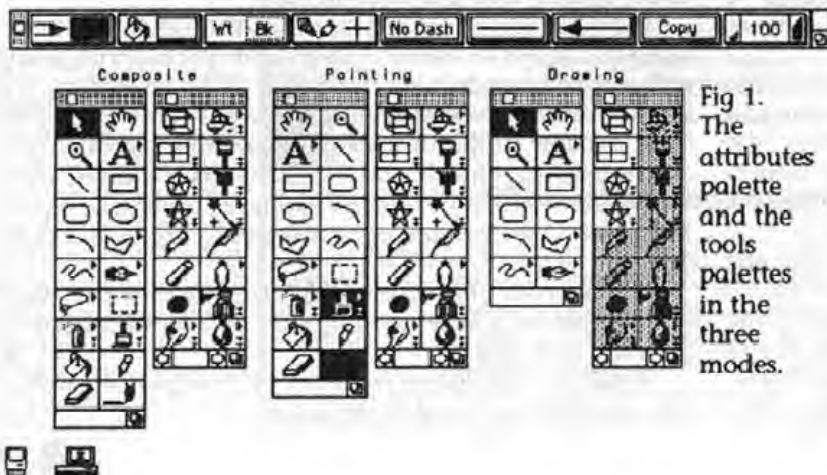 Wt Bk No Dash Copy 100
Composite Painting Drawing
A A A
Fig 1.
The
attributes
palette
and the
tools
palettes
in the
three
modes.